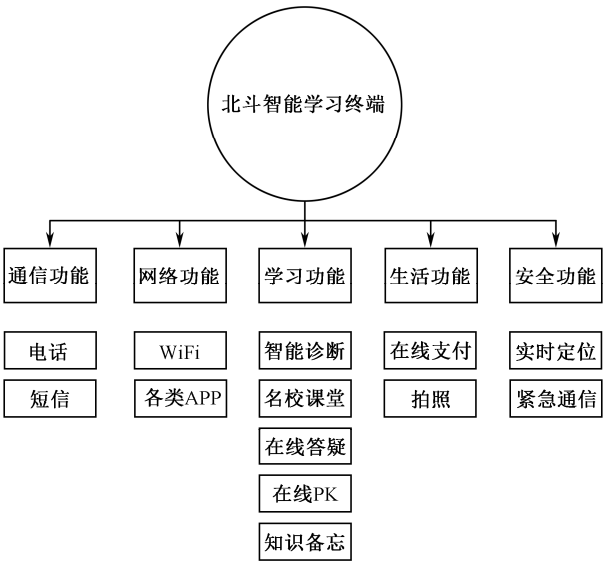 北斗智能学习终端
通信功能
网络功能
学习功能
生活功能
安全功能
电话
WiFi
智能诊断
在线支付
实时定位
短信
各类APP
名校课堂
拍照
紧急通信
在线答疑
在线PK
知识备忘